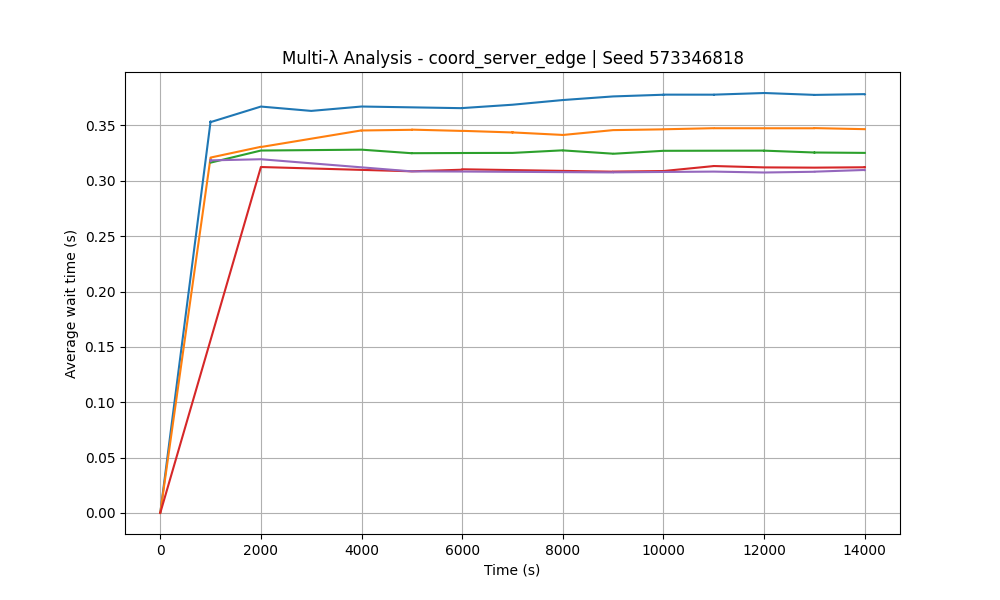 Multi-λ Analysis - coord_server_edge | Seed 573346818
Average wait time (s)
0.35
0.30
0.25
0.20
0.15
0.10
0.05
0.00
0 2000 4000 6000 8000 10000 12000 14000
Time (s)